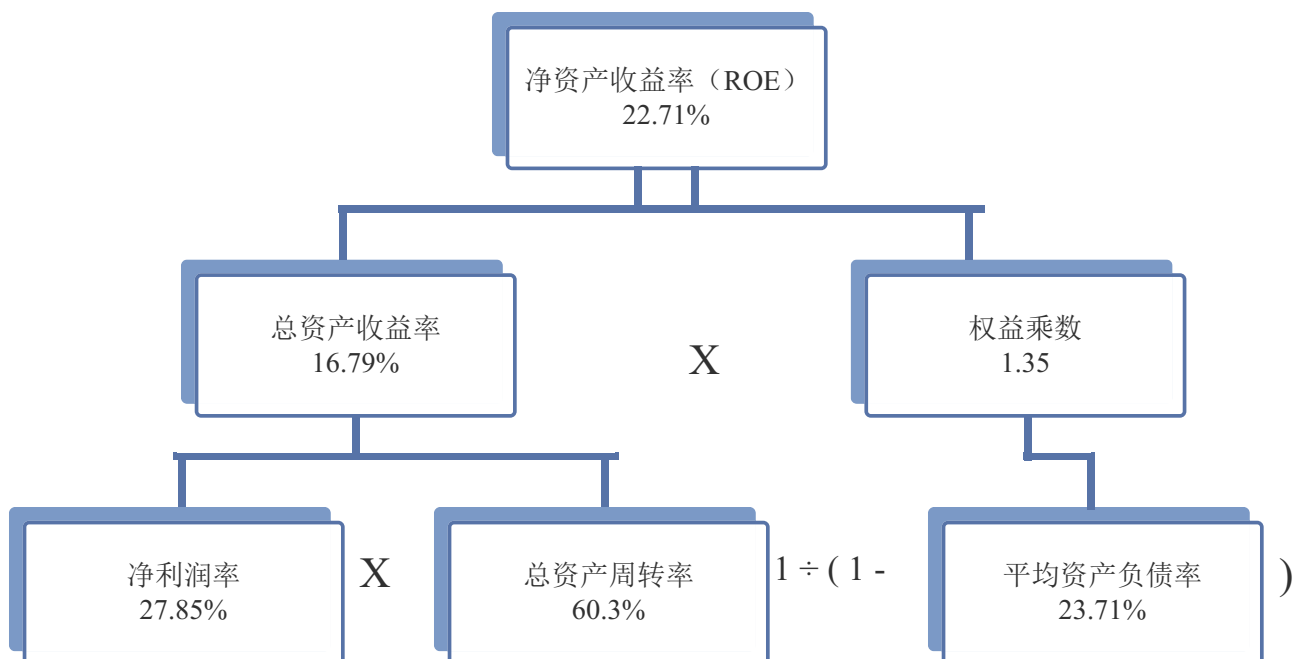 净资产收益率（ROE）
22.71%
总资产收益率
16.79%
X
权益乘数
1.35
净利润率
27.85%
X
总资产周转率
60.3%
1 ÷ ( 1 -
平均资产负债率
23.71%
)